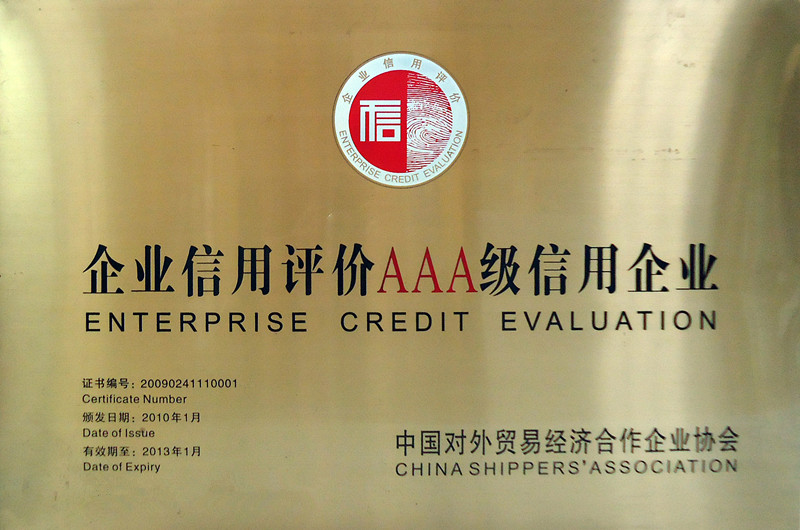 企业信用评价
信
ENTERPRISE CREDIT EVALUATION
企业信用评价AAA级信用企业
ENTERPRISE CREDIT EVALUATION
证书编号：20090241110001
Certificate Number
颁发日期：2010年1月
Date of Issue
有效期至：2013年1月
Date of Expiry
中国对外贸易经济合作企业协会
CHINA SHIPPERS'ASSOCIATION